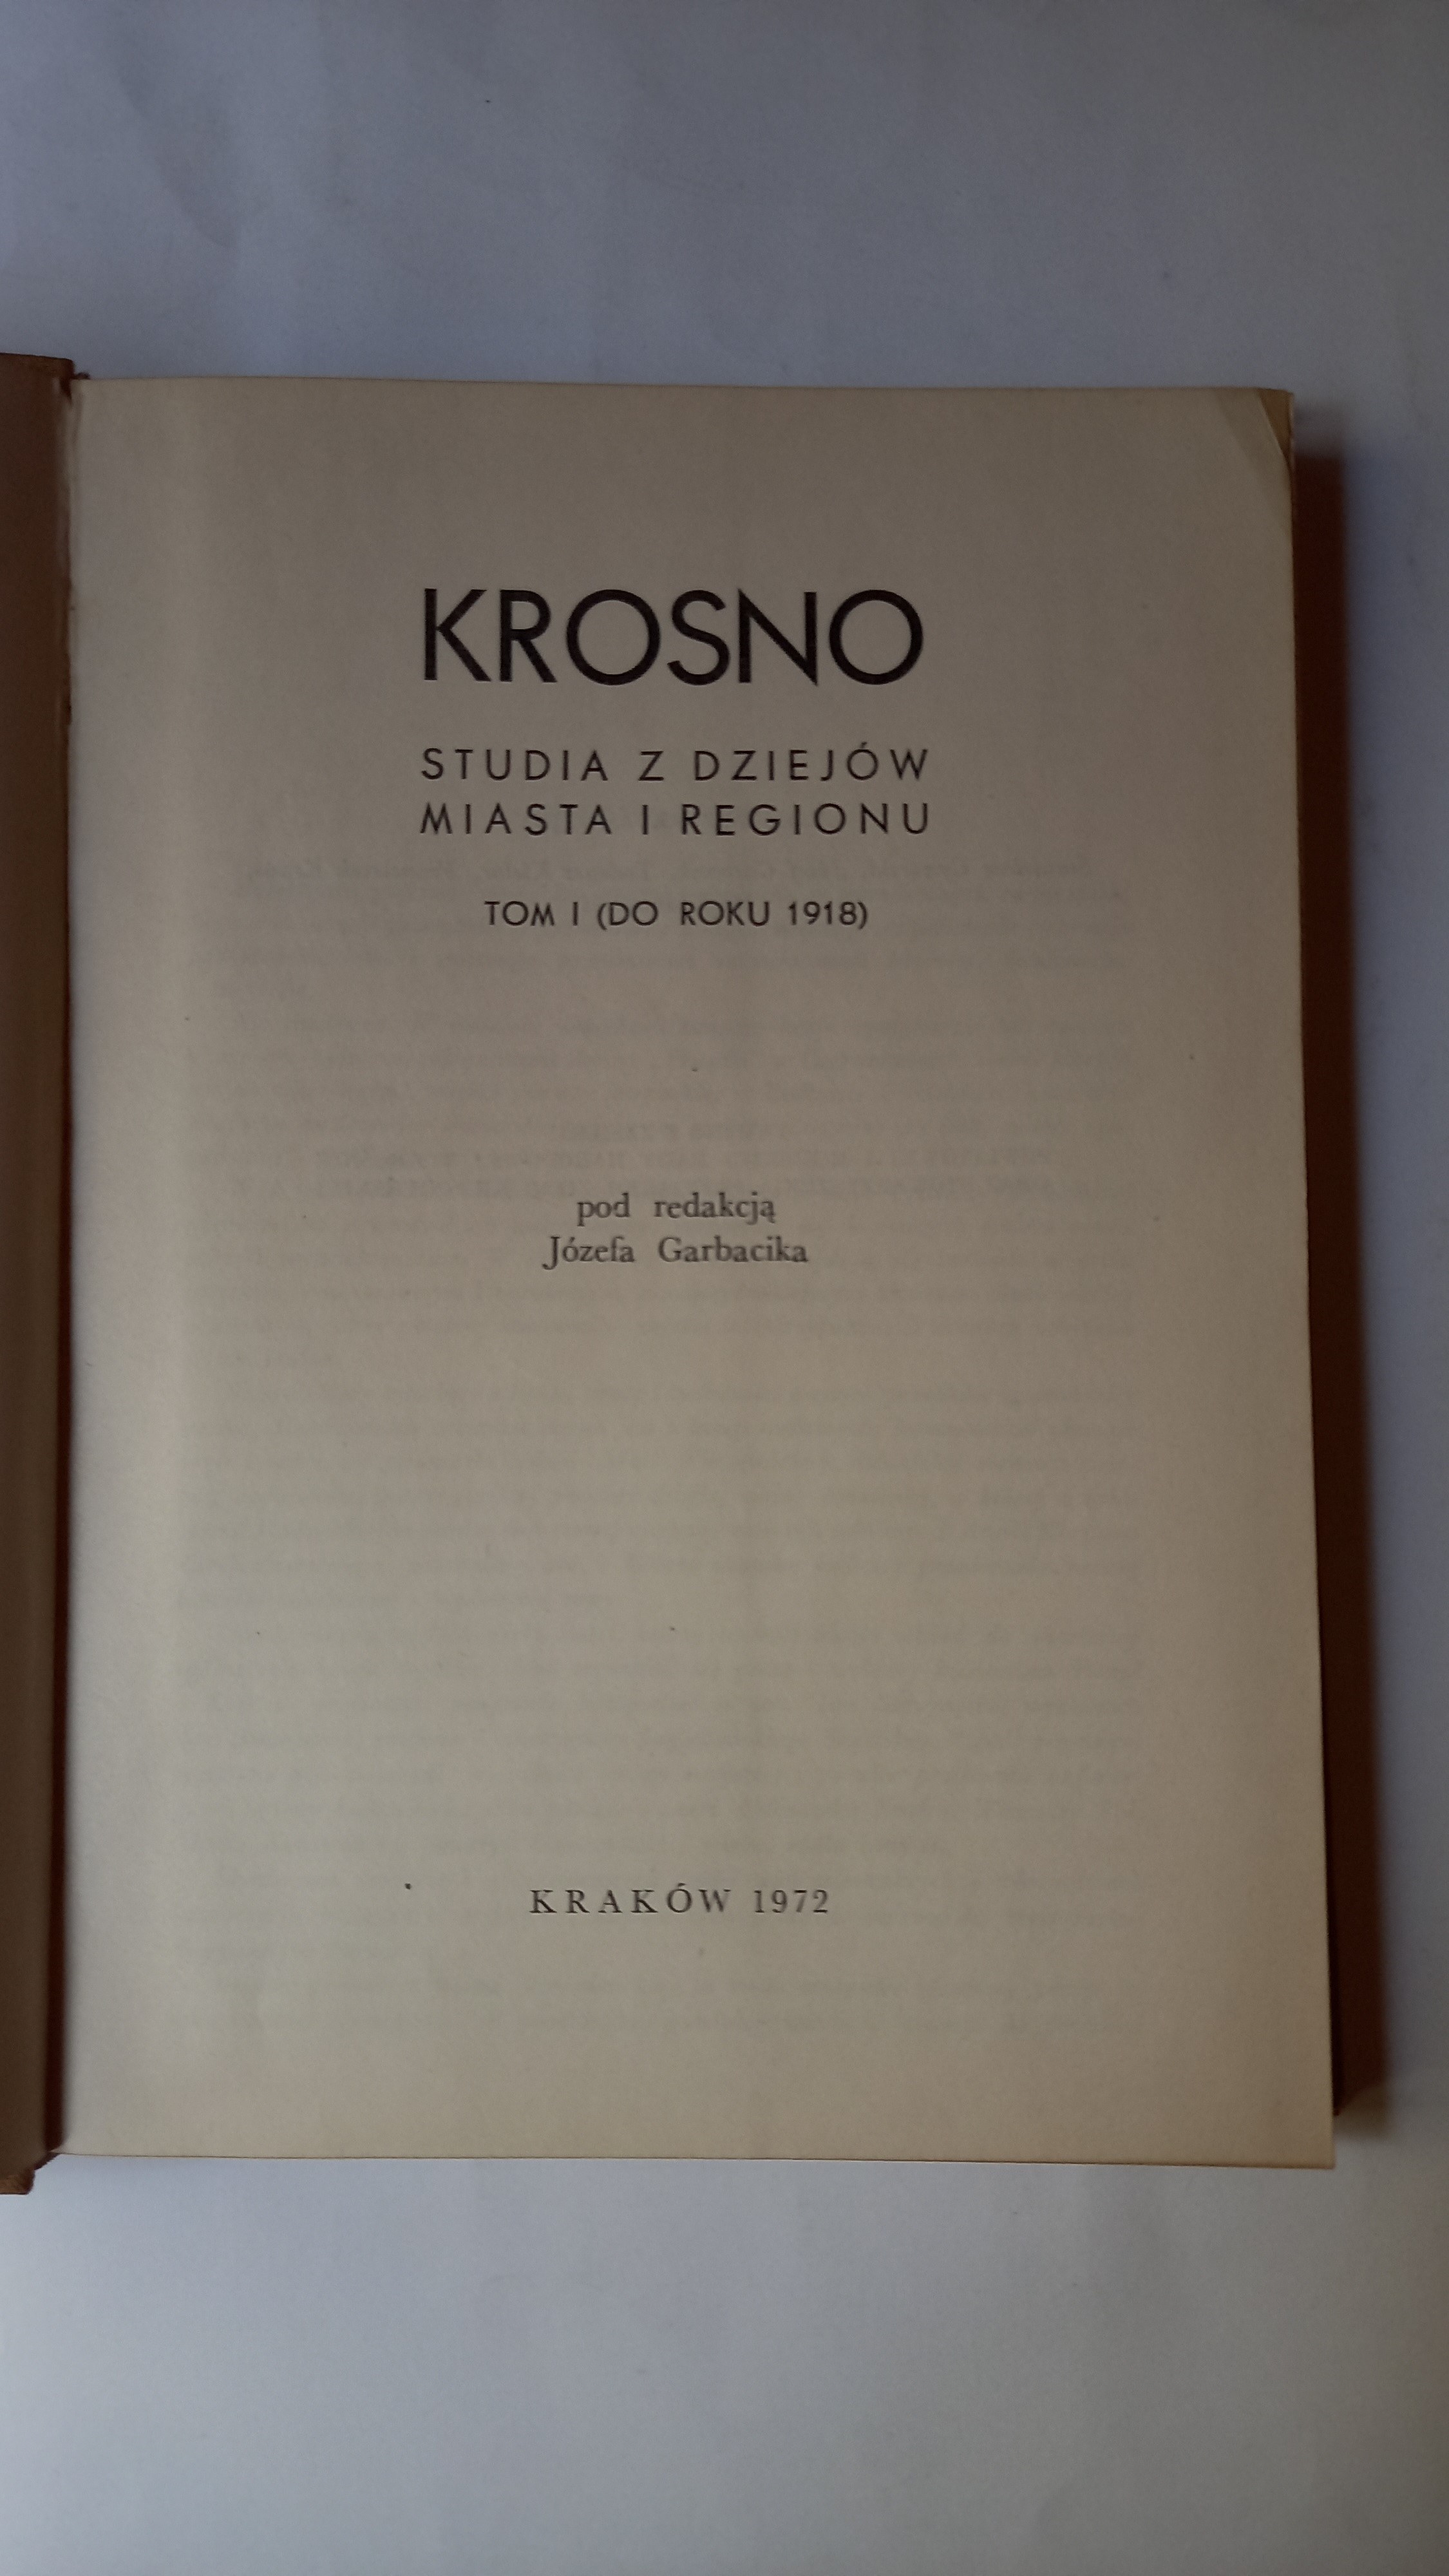 KROSNO
STUDIA Z DZIEJÓW
MIASTA I REGIONU
TOM I (DO ROKU 1918)
pod redakcją
Józefa Garbacika
KRAKÓW 1972